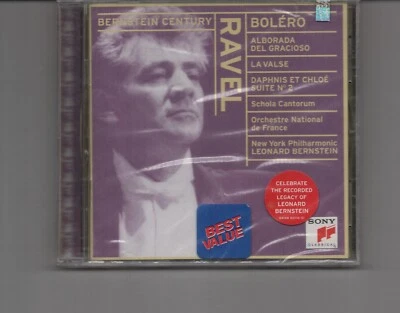 BERNSTEIN CENTURY
RAVEL
BOLÉRO
ALBORADA
DEL GRACIOSO
LA VALSE
DAPHNIS ET CHLOÉ
SUITE Nº 2
Schola Cantorum
Orchestre National
de France
New York Philharmonic
LEONARD BERNSTEIN
CELEBRATE
THE RECORDED
LEGACY OF
LEONARD
BERNSTEIN
BEST
VALUE
SONY
CLASSICAL